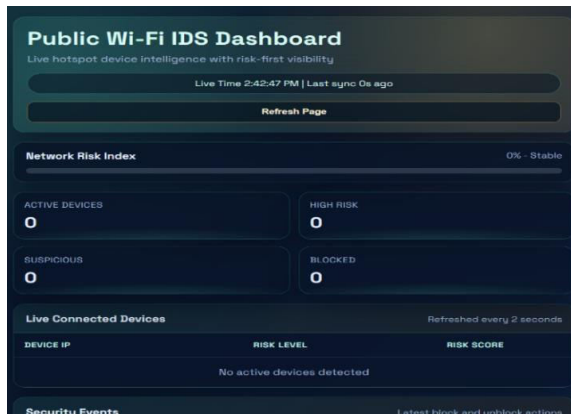 Public Wi-Fi IDS Dashboard
Live hotspot device intelligence with risk-first visibility
Live Time 2:42:47 PM | Last sync 0s ago
Refresh Page
Network Risk Index 0% - Stable
ACTIVE DEVICES HIGH RISK
0 0
SUSPICIOUS BLOCKED
0 0
Live Connected Devices Refreshed every 2 seconds
DEVICE IP RISK LEVEL RISK SCORE
No active devices detected
Security Events Latest block and unblock actions